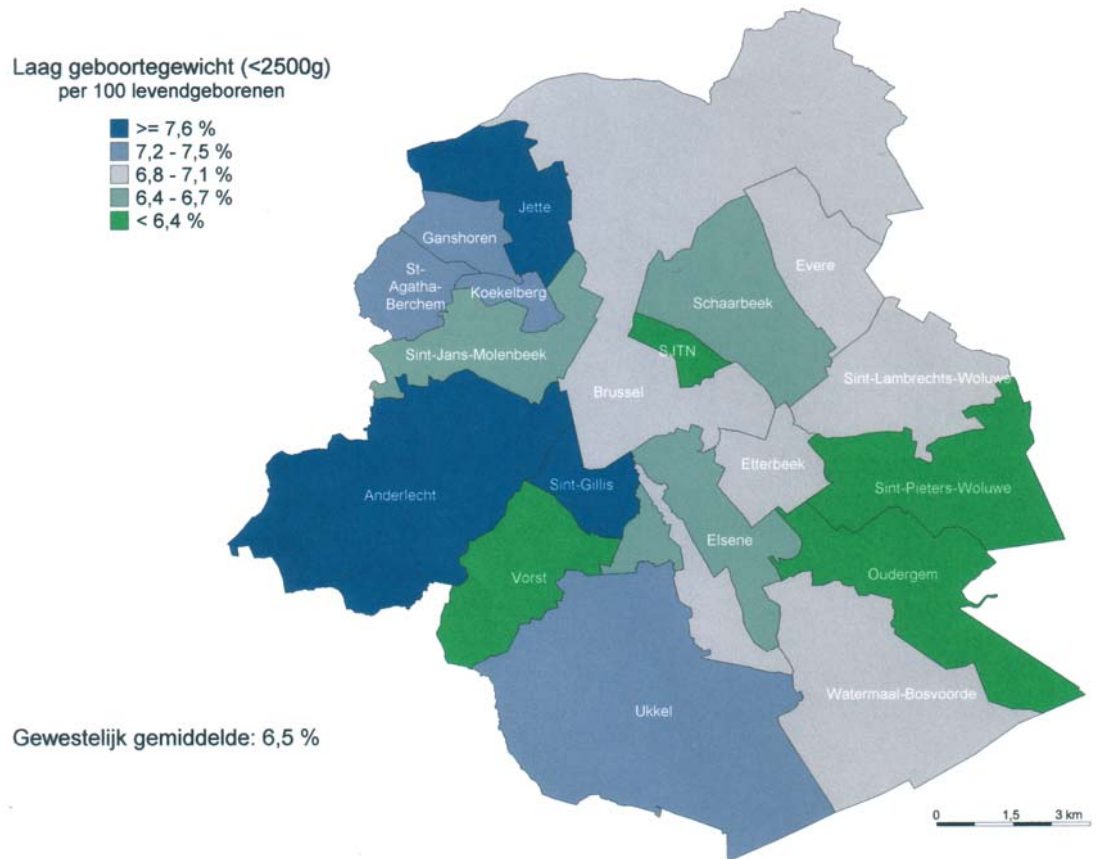 Laag geboortegewicht (<2500g)
per 100 levendgeborenen
>= 7,6 %
7,2 - 7,5 %
6,8 - 7,1 %
6,4 - 6,7 %
< 6,4 %
Jette
Ganshoren
St-
Agatha-
Berchem
Koekelberg
Evere
Schaarbeek
Sint-Jans-Molenbeek
SJTN
Sint-Lambrechts-Woluwe
Brussel
Etterbeek
Anderlecht
Sint-Gillis
Sint-Pieters-Woluwe
Elsene
Vorst
Oudergem
Watermaal-Bosvoorde
Ukkel
Gewestelijk gemiddelde: 6,5 %
0 1,5 3 km